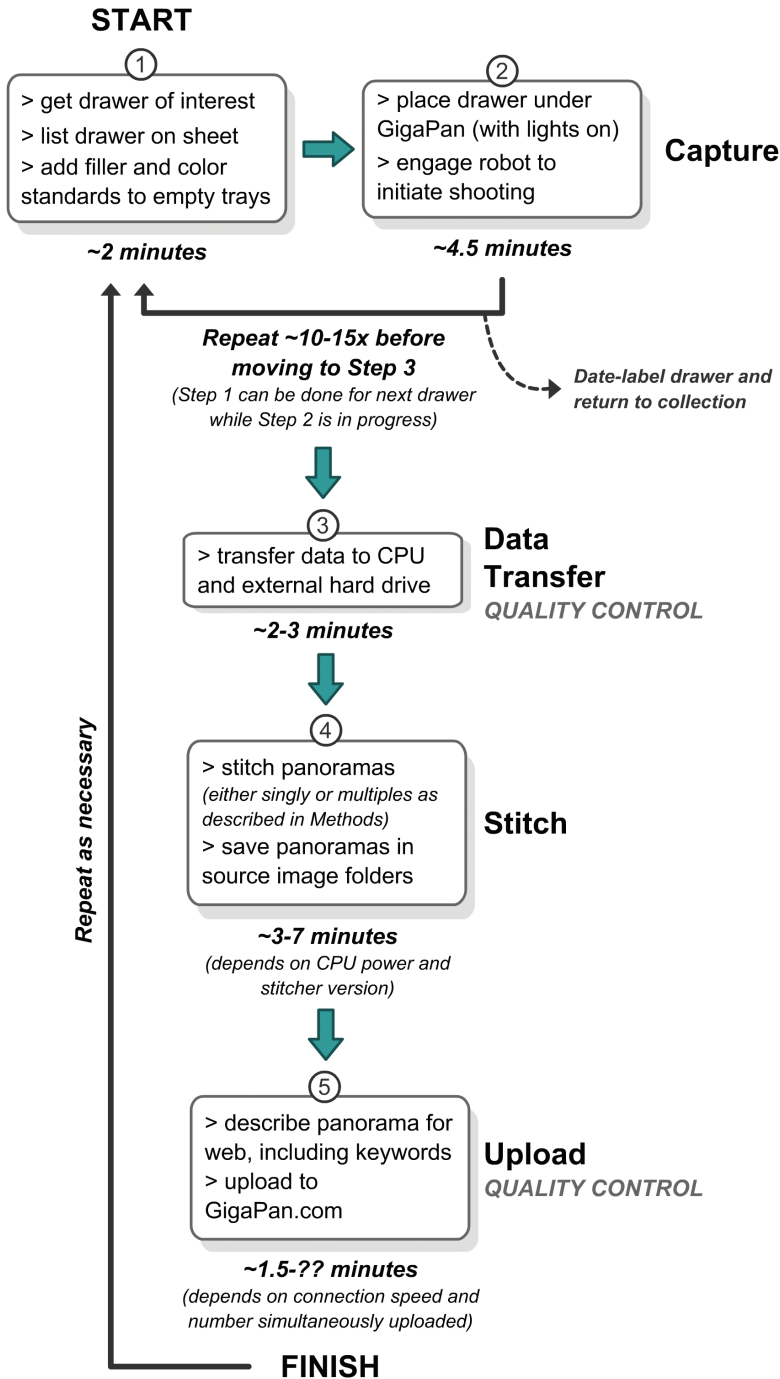 START
1
> get drawer of interest
> list drawer on sheet
> add filler and color
standards to empty trays
~2 minutes
2
> place drawer under
GigaPan (with lights on)
> engage robot to
initiate shooting
~4.5 minutes
Capture
Repeat ~10-15x before
moving to Step 3
(Step 1 can be done for next drawer
while Step 2 is in progress)
Date-label drawer and
return to collection
3
> transfer data to CPU
and external hard drive
~2-3 minutes
Data
Transfer
QUALITY CONTROL
4
> stitch panoramas
(either singly or multiples as
described in Methods)
> save panoramas in
source image folders
~3-7 minutes
(depends on CPU power and
stitcher version)
Stitch
Repeat as necessary
5
> describe panorama for
web, including keywords
> upload to
GigaPan.com
~1.5-?? minutes
(depends on connection speed and
number simultaneously uploaded)
Upload
QUALITY CONTROL
FINISH